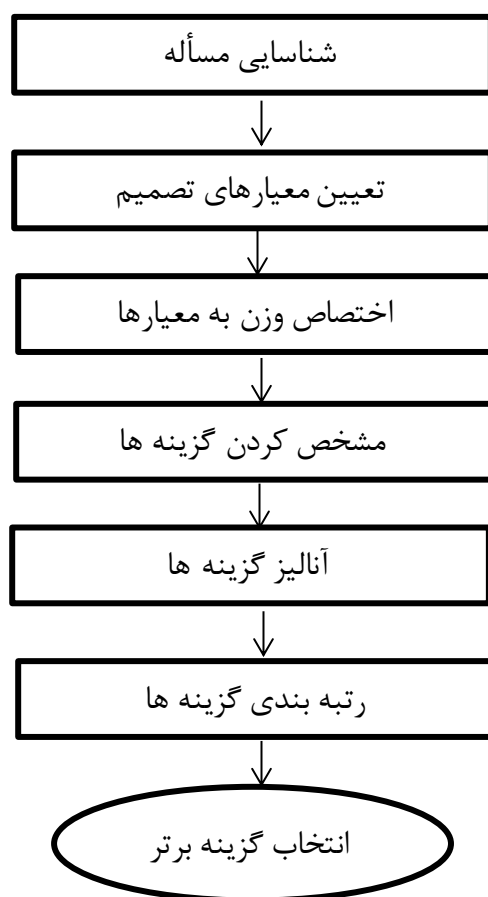 شناسایی مسأله
تعیین معیارهای تصمیم
اختصاص وزن به معیارها
مشخص کردن گزینه ها
آنالیز گزینه ها
رتبه بندی گزینه ها
انتخاب گزینه برتر